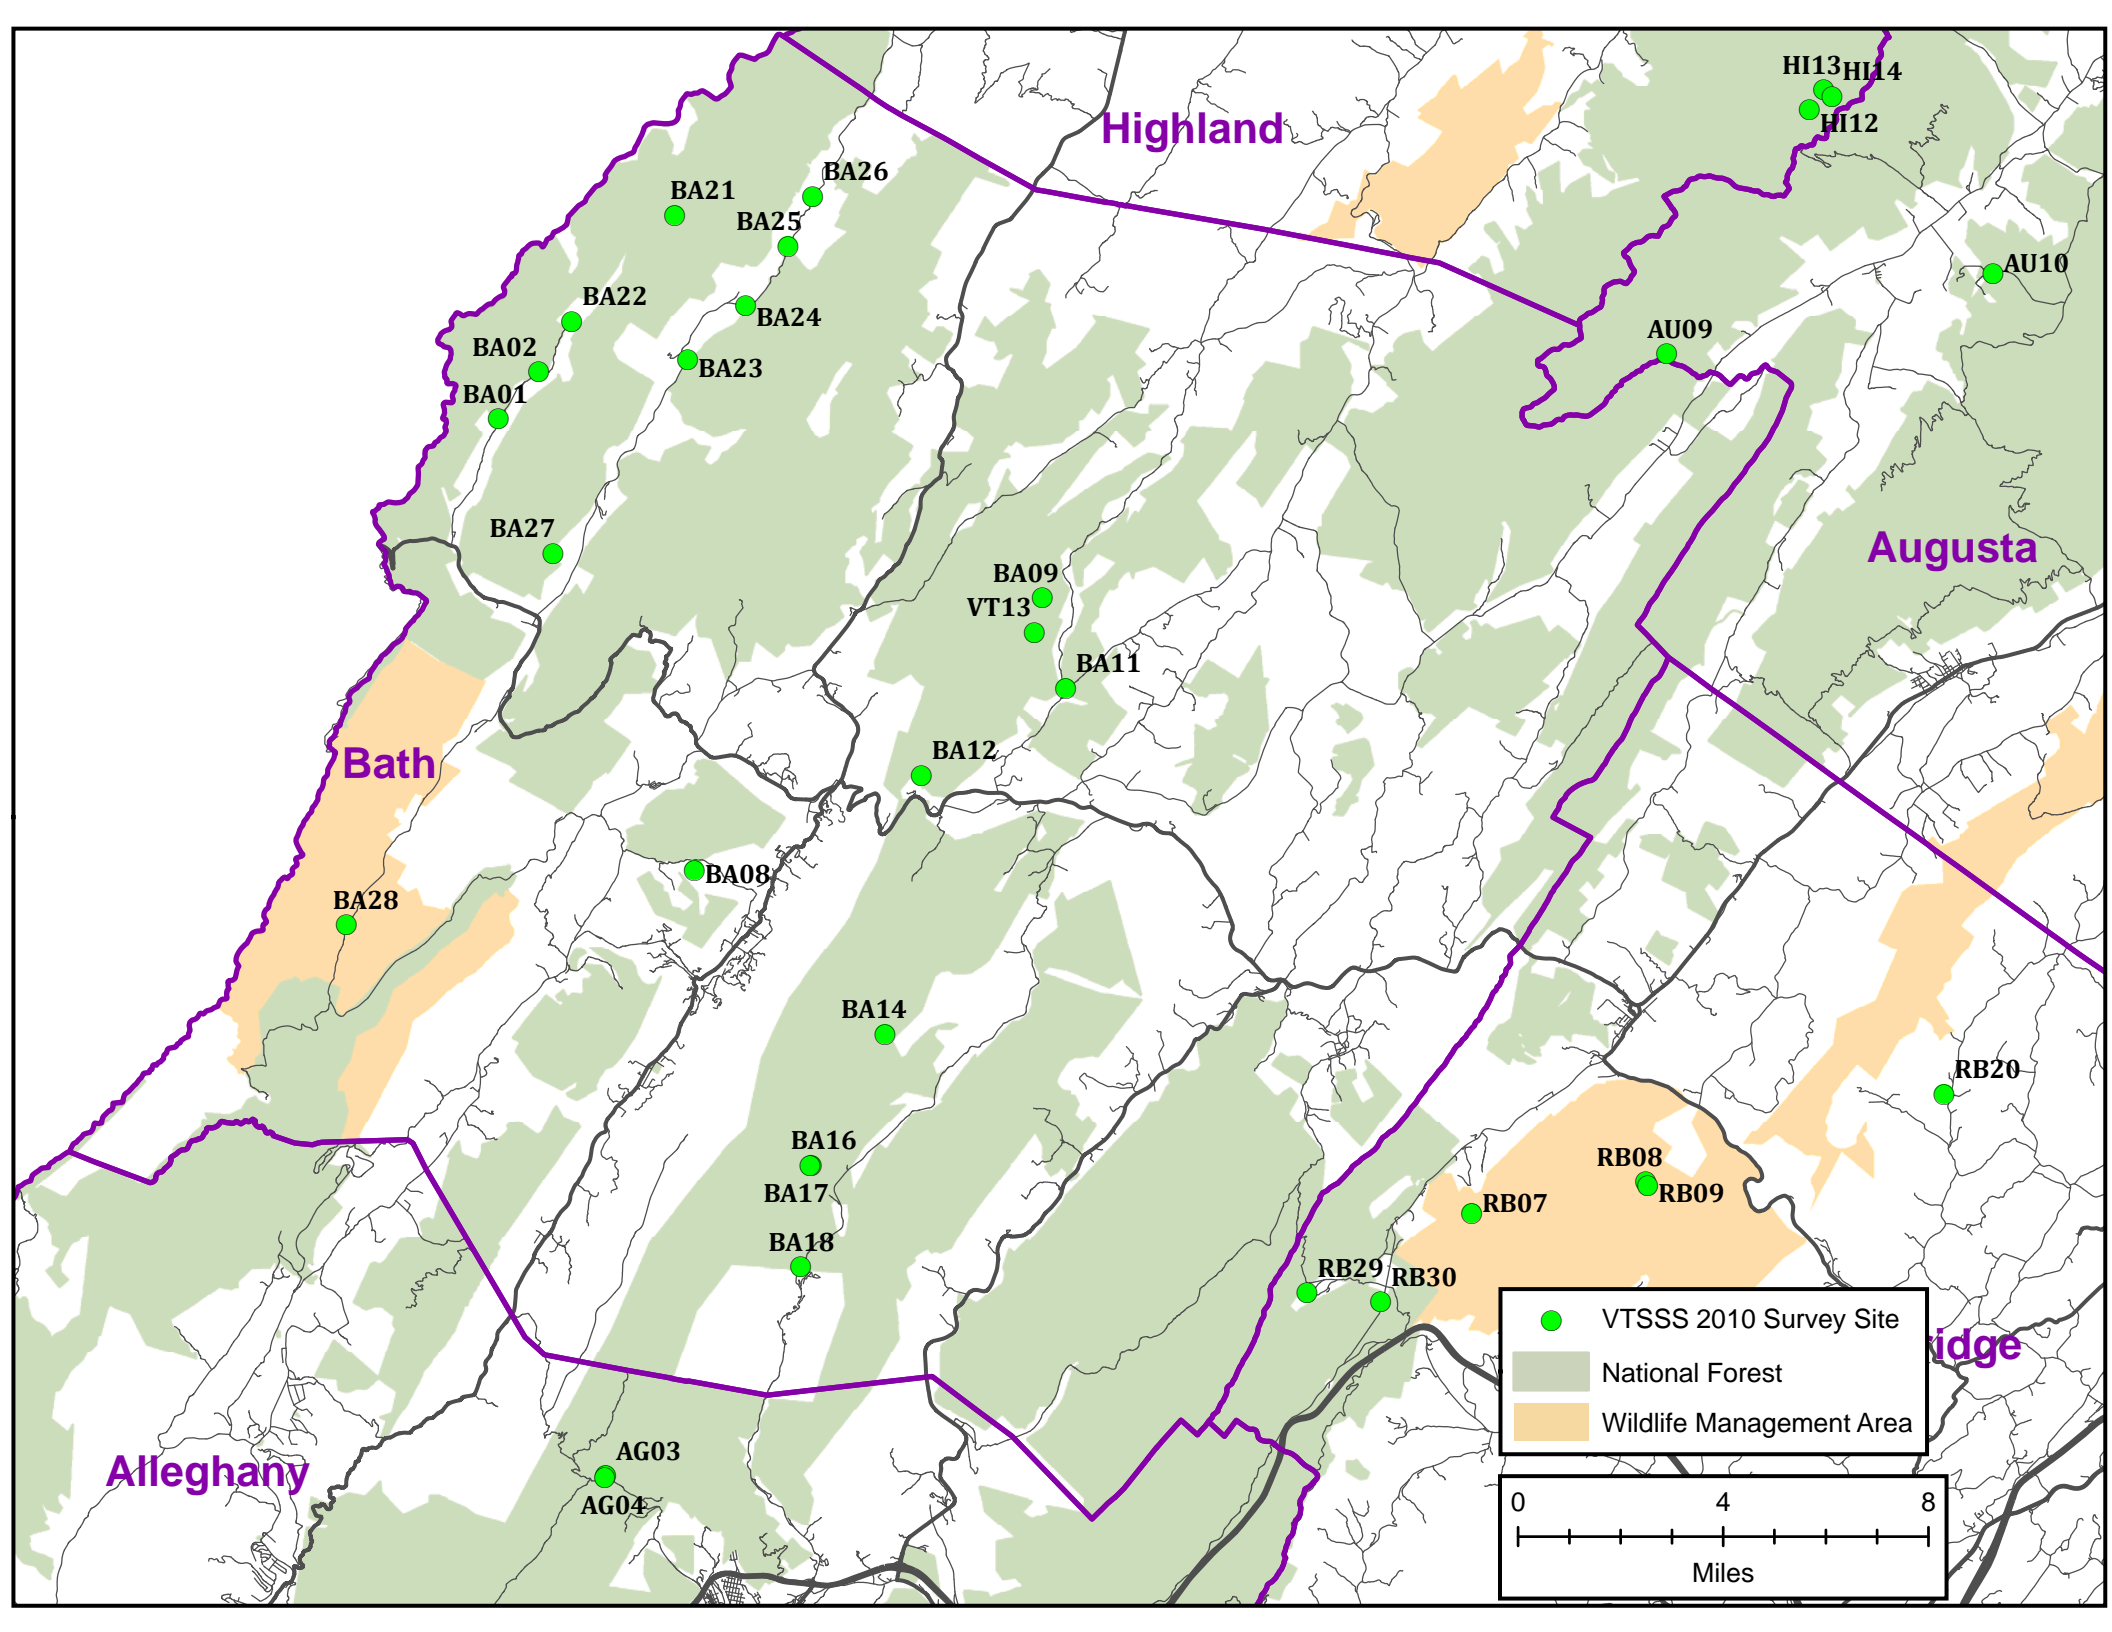 HI13
HI14
Highland
HI12
BA26
BA21
BA25
AU10
BA22
BA24
AU09
BA02
BA23
BA01
BA27
Augusta
BA09
VT13
BA11
BA12
Bath
BA08
BA28
BA14
RB20
BA16
RB08
BA17
RB09
RB07
BA18
RB29
RB30
VTSSS 2010 Survey Site
idge
National Forest
Wildlife Management Area
AG03
Alleghany
AG04
0 4 8
Miles